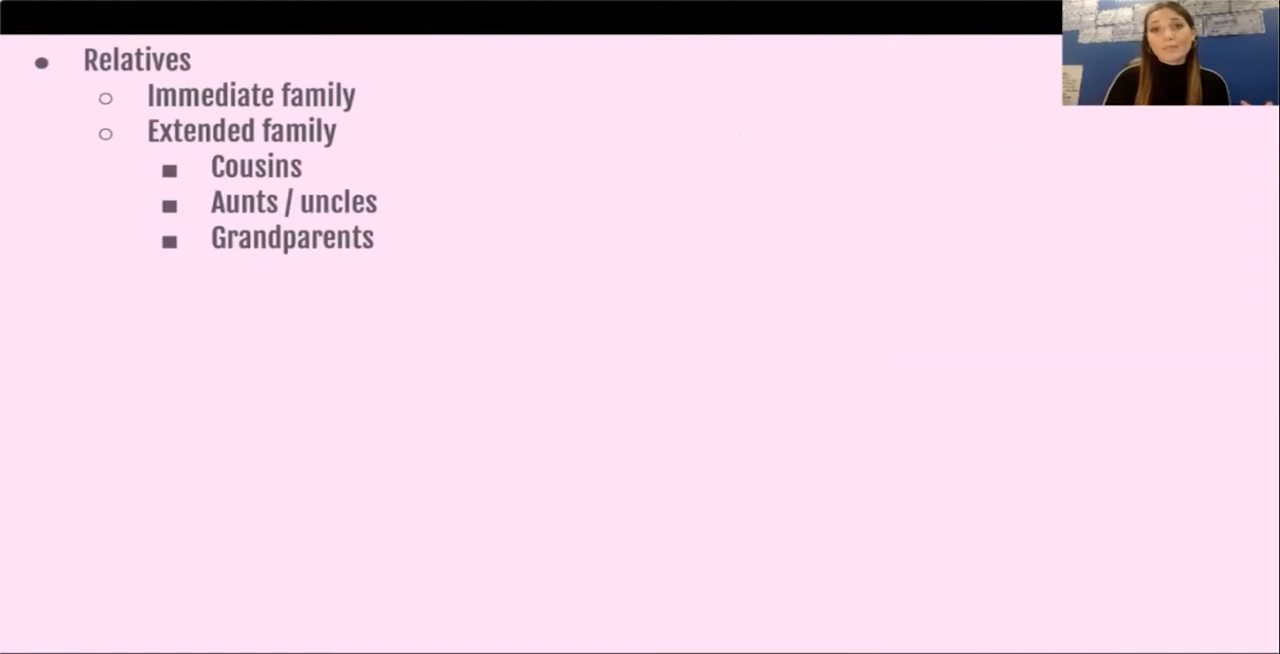 Relatives
Immediate family
Extended family
Cousins
Aunts / uncles
Grandparents